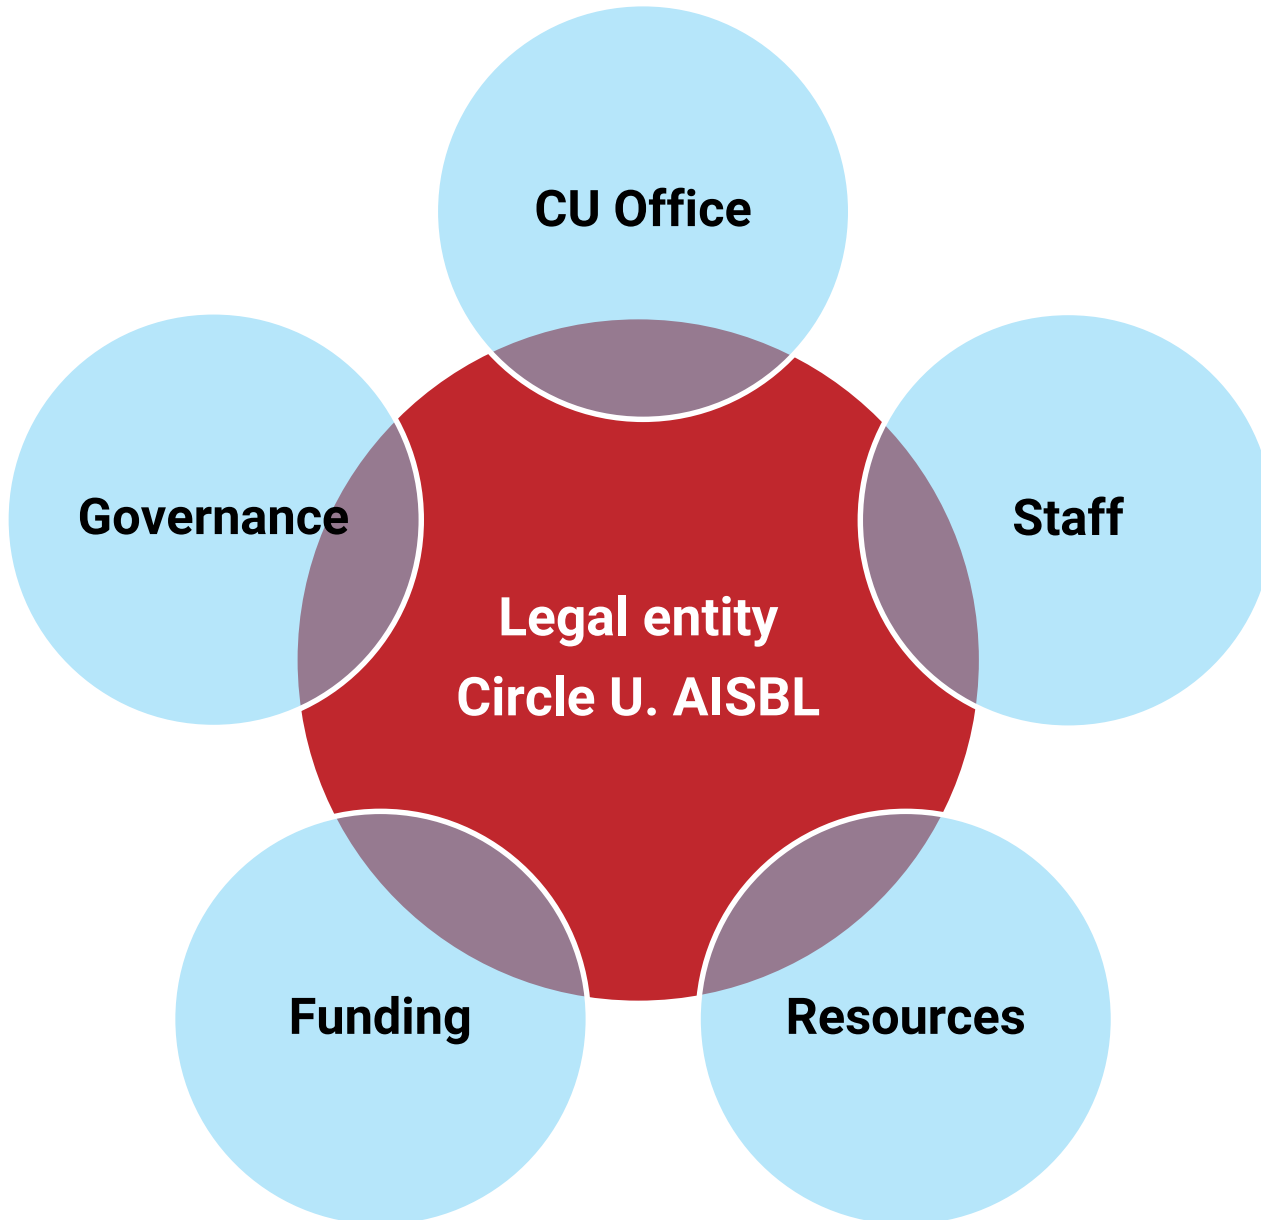 CU Office
Governance
Staff
Legal entity
Circle U. AISBL
Funding
Resources